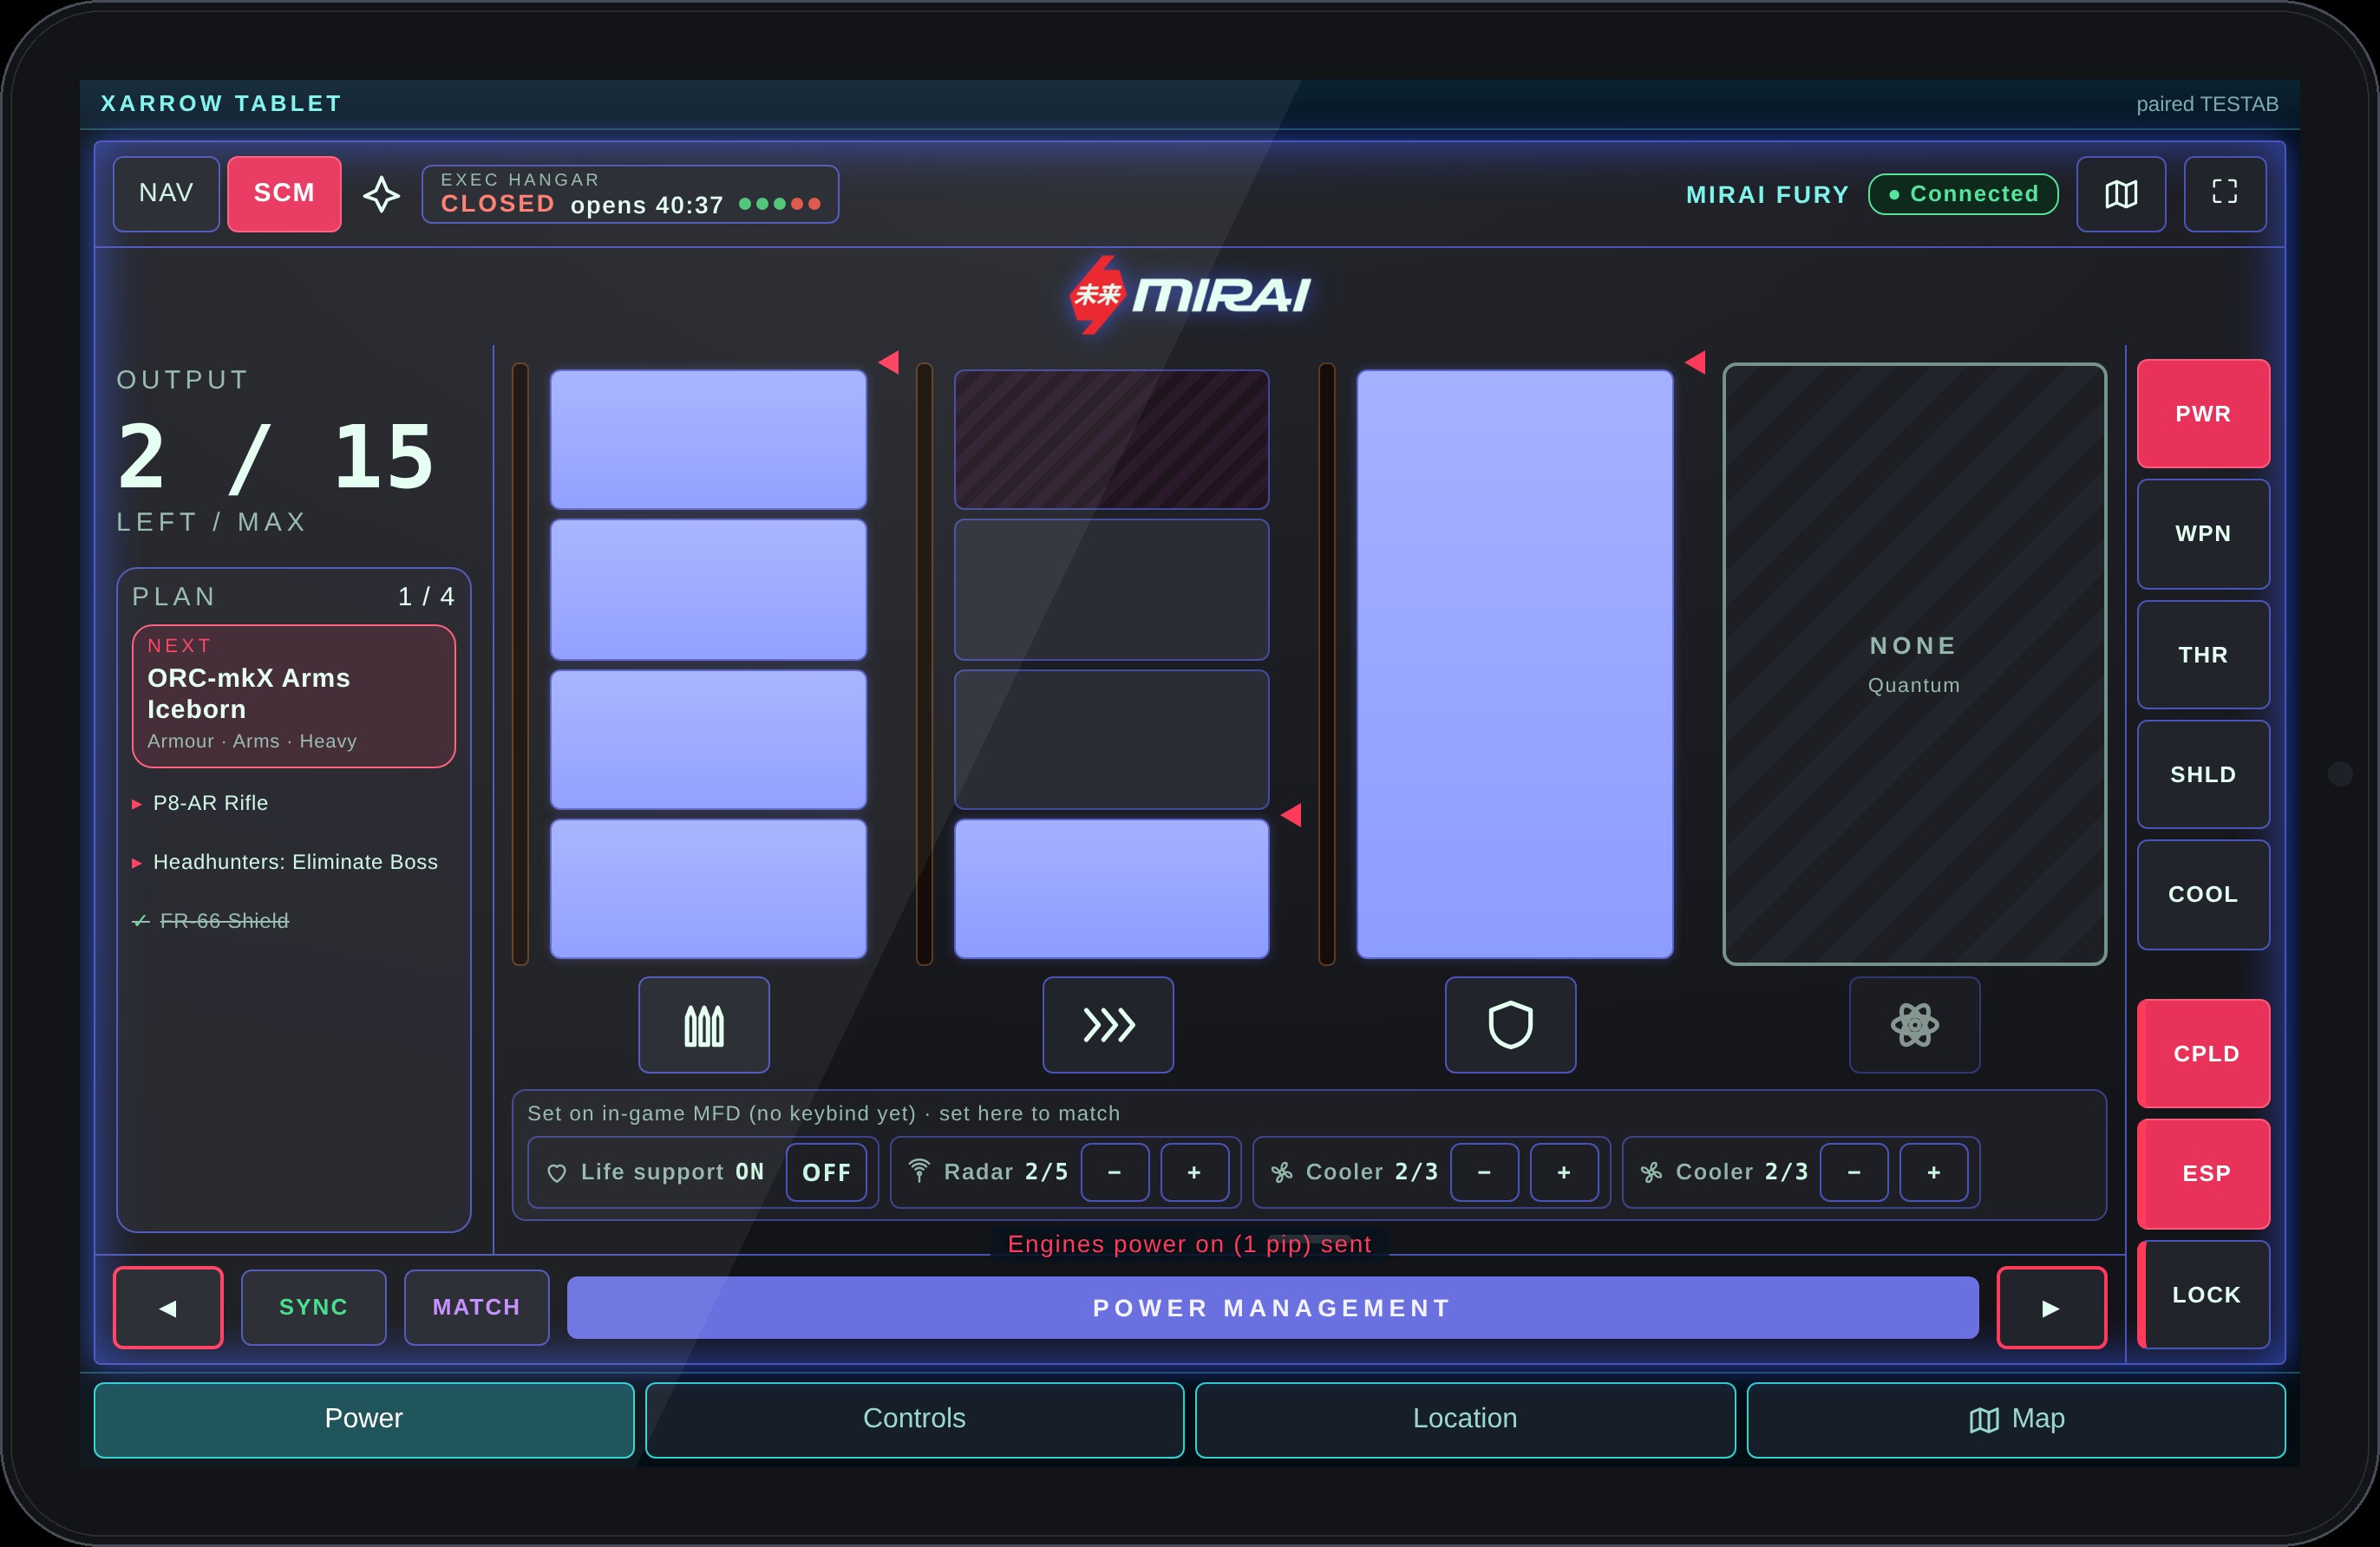 XARROW TABLET
paired TESTAB
NAV
SCM
EXEC HANGAR
CLOSED opens 40:37
MIRAI FURY
● Connected
未来 MIRAI
OUTPUT
2 / 15
LEFT / MAX
PLAN 1 / 4
NEXT
ORC-mkX Arms
Iceborn
Armour · Arms · Heavy
▸ P8-AR Rifle
▸ Headhunters: Eliminate Boss
✓ FR-66 Shield
NONE
Quantum
PWR
WPN
THR
SHLD
COOL
CPLD
ESP
LOCK
Set on in-game MFD (no keybind yet) · set here to match
Life support ON OFF
Radar 2/5 − +
Cooler 2/3 − +
Cooler 2/3 − +
Engines power on (1 pip) sent
◀ SYNC MATCH POWER MANAGEMENT ▶
Power
Controls
Location
Map